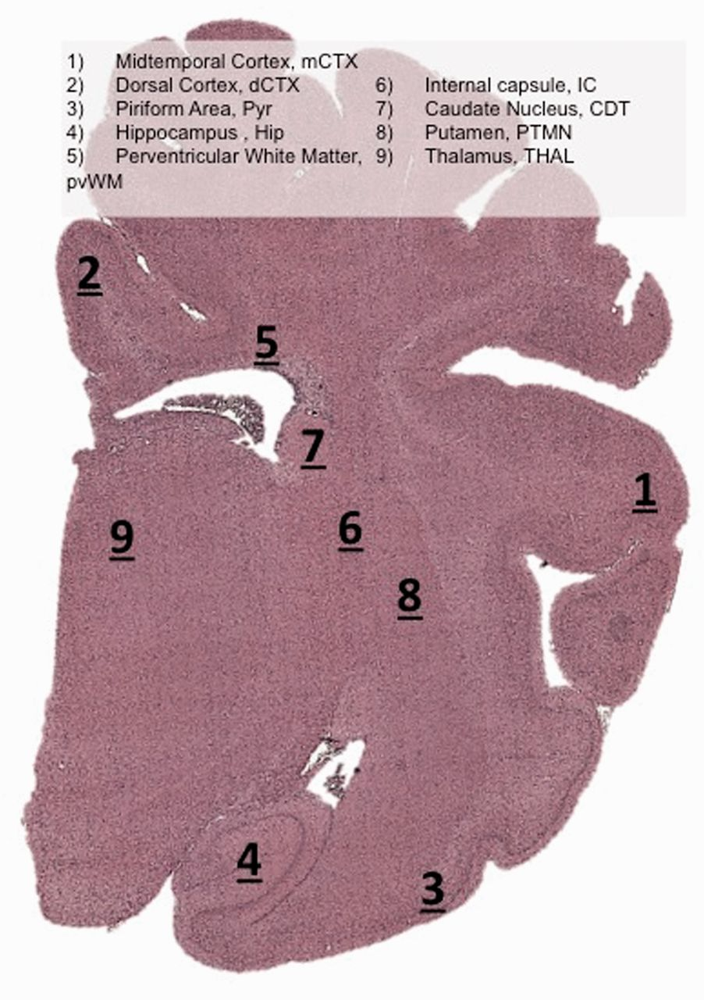 1) Midtemporal Cortex, mCTX
2) Dorsal Cortex, dCTX
3) Piriform Area, Pyr
4) Hippocampus , Hip
5) Perventricular White Matter,
pvWM
6) Internal capsule, IC
7) Caudate Nucleus, CDT
8) Putamen, PTMN
9) Thalamus, THAL
2
5
7
1
6
9
8
4
3